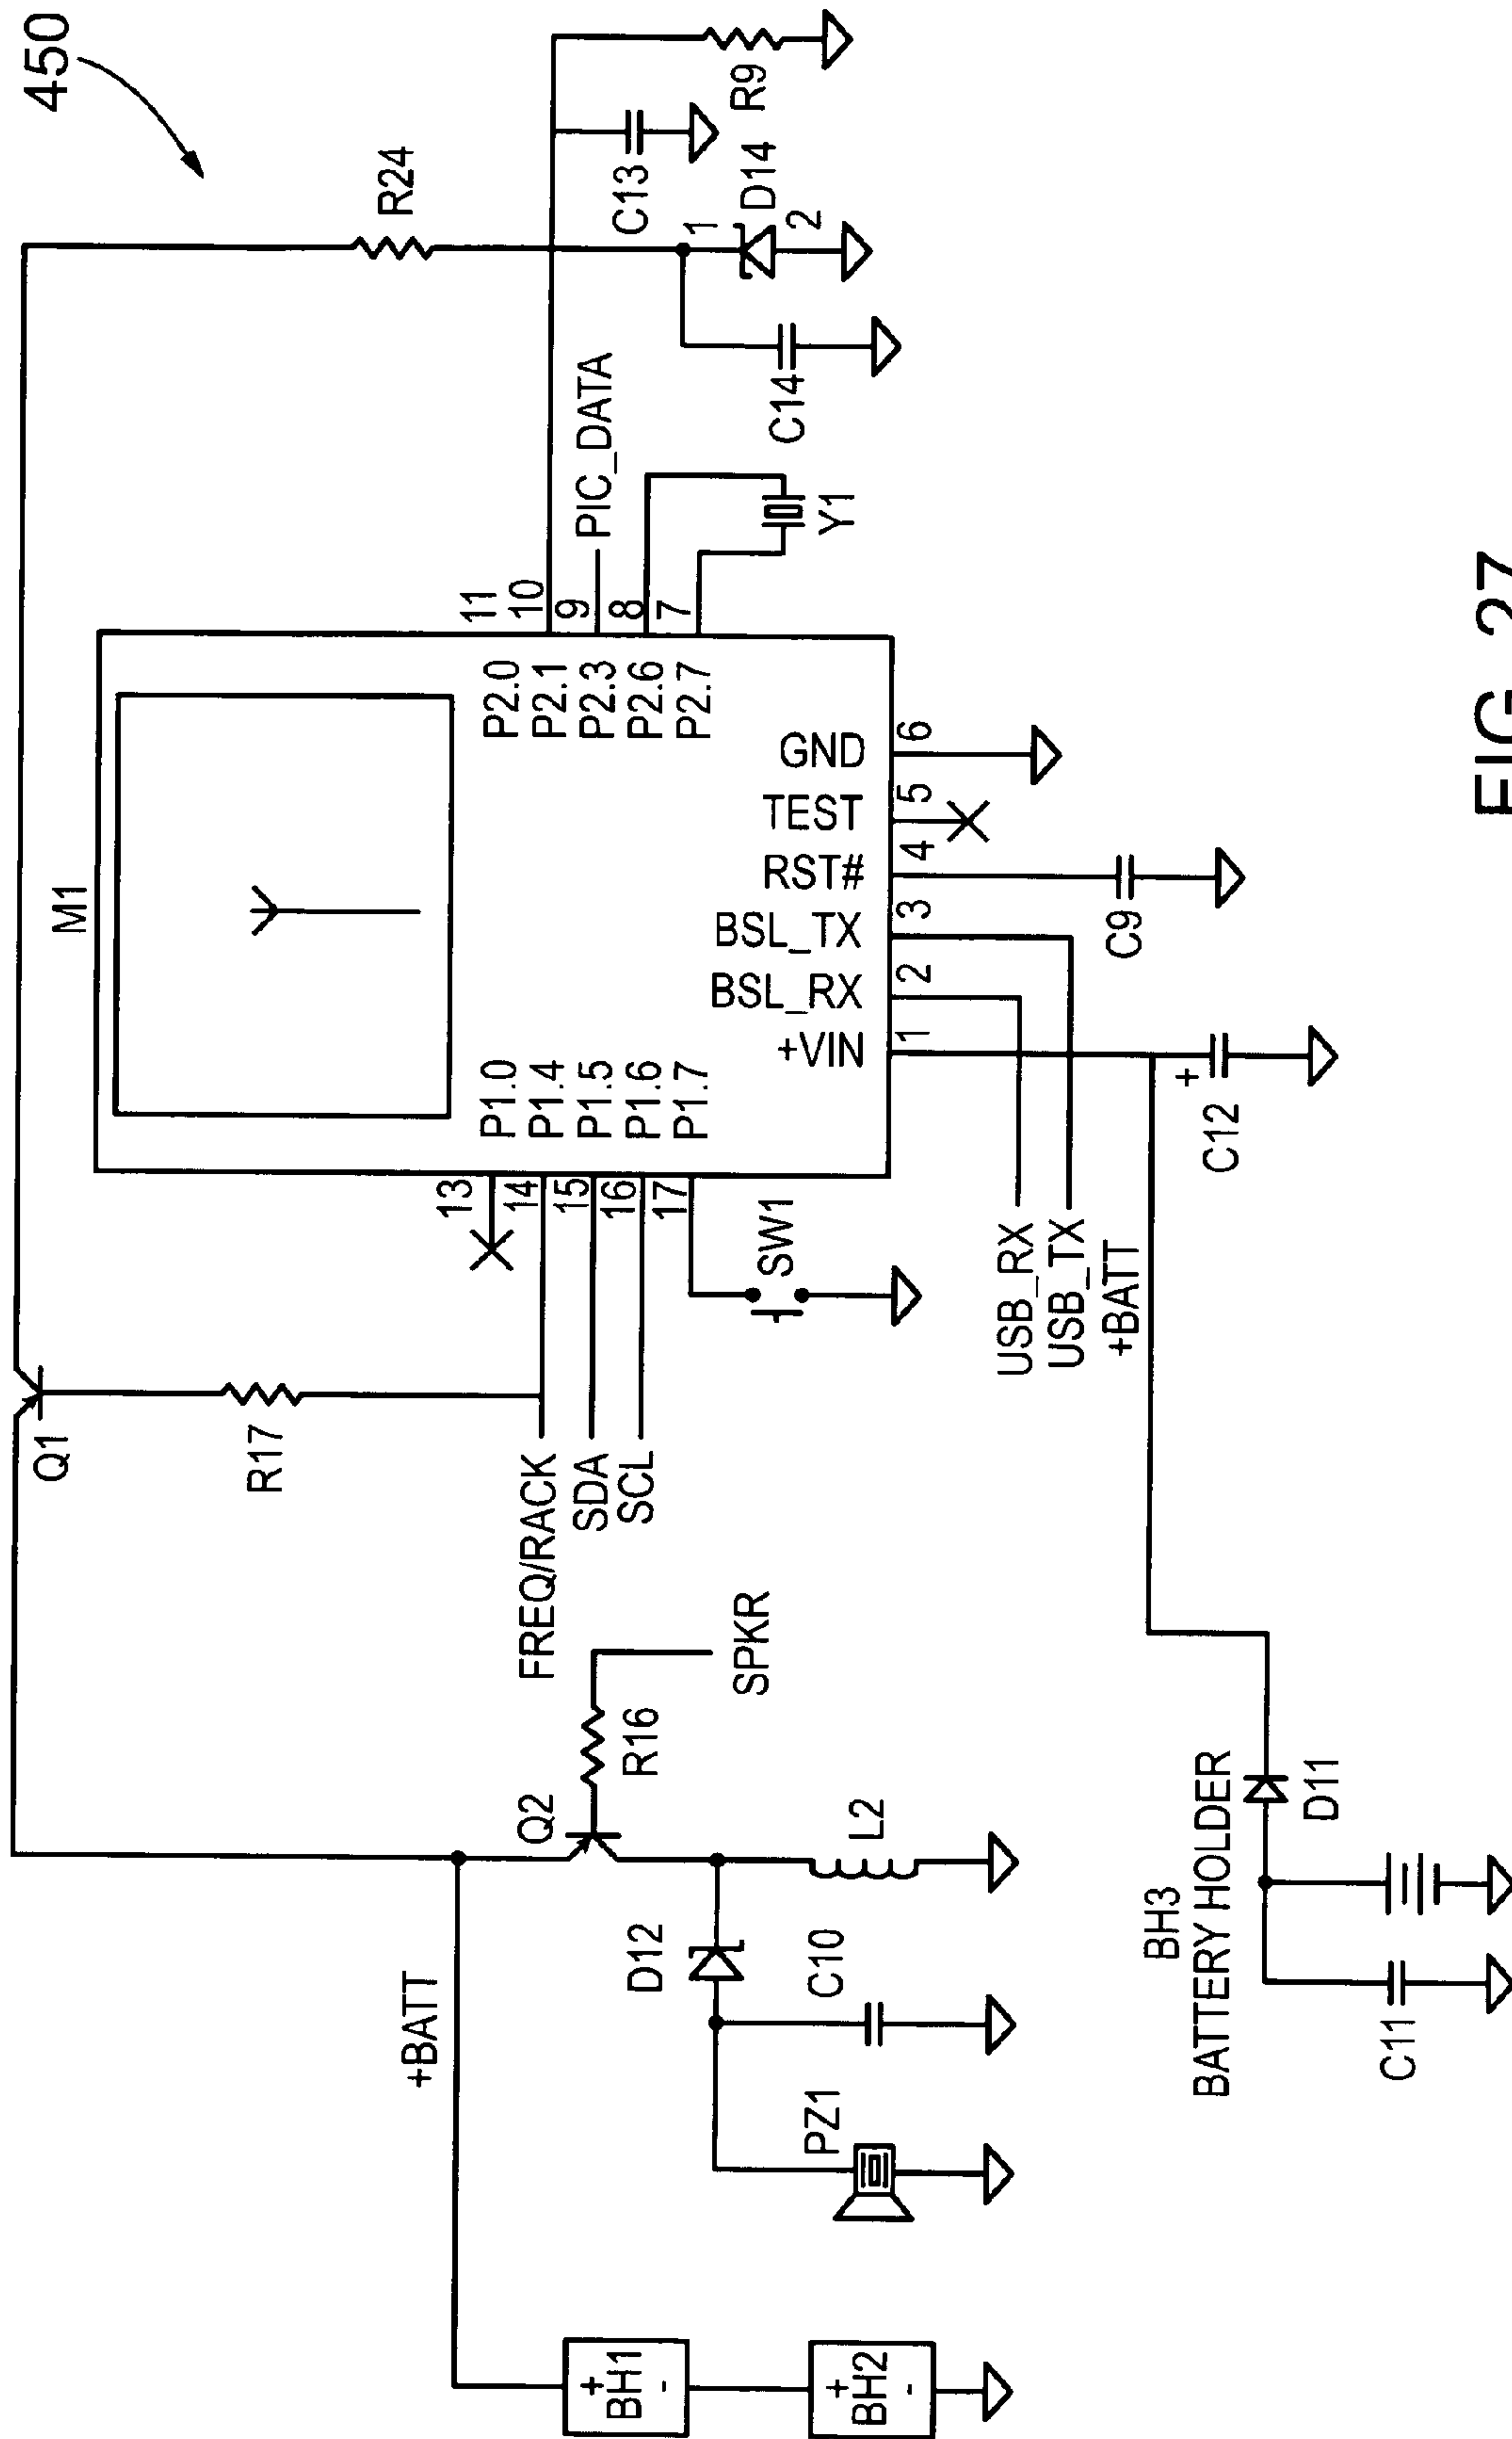 450
M1
Q1
R17
R24
R9
C13
D14
1
2
C14
PIC_DATA
Y1
11
10
9
8
7
P2.0
P2.1
P2.3
P2.6
P2.7
P1.0
P1.4
P1.5
P1.6
P1.7
13
14
15
16
17
GND
TEST
RST#
BSL_TX
BSL_RX
+VIN
6
5
4
3
2
1
SW1
FREQ/RACK
SDA
SCL
USB_RX
USB_TX
+BATT
C9
+
C12
+BATT
Q2
R16
SPKR
D12
L2
C10
PZ1
+
BH1
-
+
BH2
-
BH3
BATTERY HOLDER
D11
C11
FIG. 27